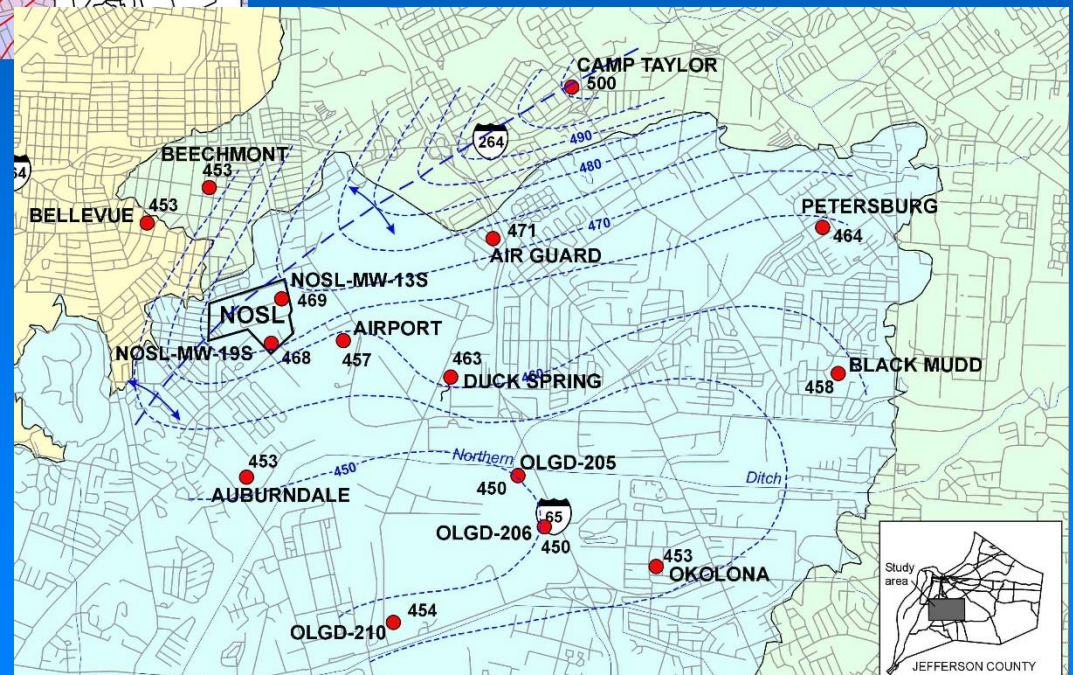 CAMP TAYLOR
500
490
264
480
BEECHMONT
453
64
BELLEVUE
453
470
PETERSBURG
464
471
AIR GUARD
NOSL-MW-13S
469
NOSL
AIRPORT
457
NOSL-MW-19S
468
463
DUCK SPRING
460
BLACK MUDD
458
453
AUBURNDALE
450
Northern
OLGD-205
450
Ditch
65
OLGD-206
450
453
OKOLONA
454
OLGD-210
Study
area
JEFFERSON COUNTY